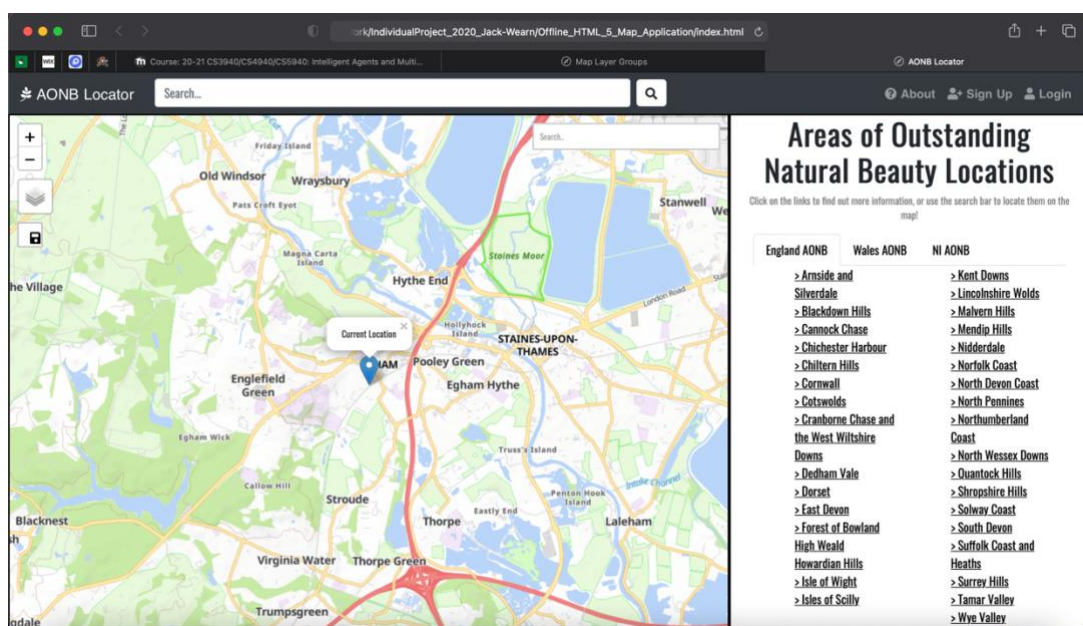 ork/IndividualProject_2020_Jack-Wearn/Offline_HTML_5_Map_Application/index.html
WIX
Course: 20-21 CS3940/CS4940/CS5940: Intelligent Agents and Multi...
Map Layer Groups
AONB Locator
AONB Locator
Search...
About
Sign Up
Login
+
−
Search..
Friday Island
Old Windsor
Wraysbury
Pats Croft Eyot
Stanwell
We
Magna Carta
Island
Staines Moor
Hythe End
he Village
London Road
Hollyhock
Island
Current Location
×
STAINES-UPON-
THAMES
HAM
Pooley Green
Englefield
Green
Egham Hythe
Egham Wick
Truss's Island
Callow Hill
Intake Channel
Penton Hook
Island
Stroude
Eastly End
Blacknest
Thorpe
Laleham
sh
Virginia Water
Thorpe Green
Trumpsgreen
gdale
Areas of Outstanding
Natural Beauty Locations
Click on the links to find out more information, or use the search bar to locate them on the
map!
England AONB
Wales AONB
NI AONB
> Arnside and
Silverdale
> Blackdown Hills
> Cannock Chase
> Chichester Harbour
> Chiltern Hills
> Cornwall
> Cotswolds
> Cranborne Chase and
the West Wiltshire
Downs
> Dedham Vale
> Dorset
> East Devon
> Forest of Bowland
High Weald
Howardian Hills
> Isle of Wight
> Isles of Scilly
> Kent Downs
> Lincolnshire Wolds
> Malvern Hills
> Mendip Hills
> Nidderdale
> Norfolk Coast
> North Devon Coast
> North Pennines
> Northumberland
Coast
> North Wessex Downs
> Quantock Hills
> Shropshire Hills
> Solway Coast
> South Devon
> Suffolk Coast and
Heaths
> Surrey Hills
> Tamar Valley
> Wye Valley